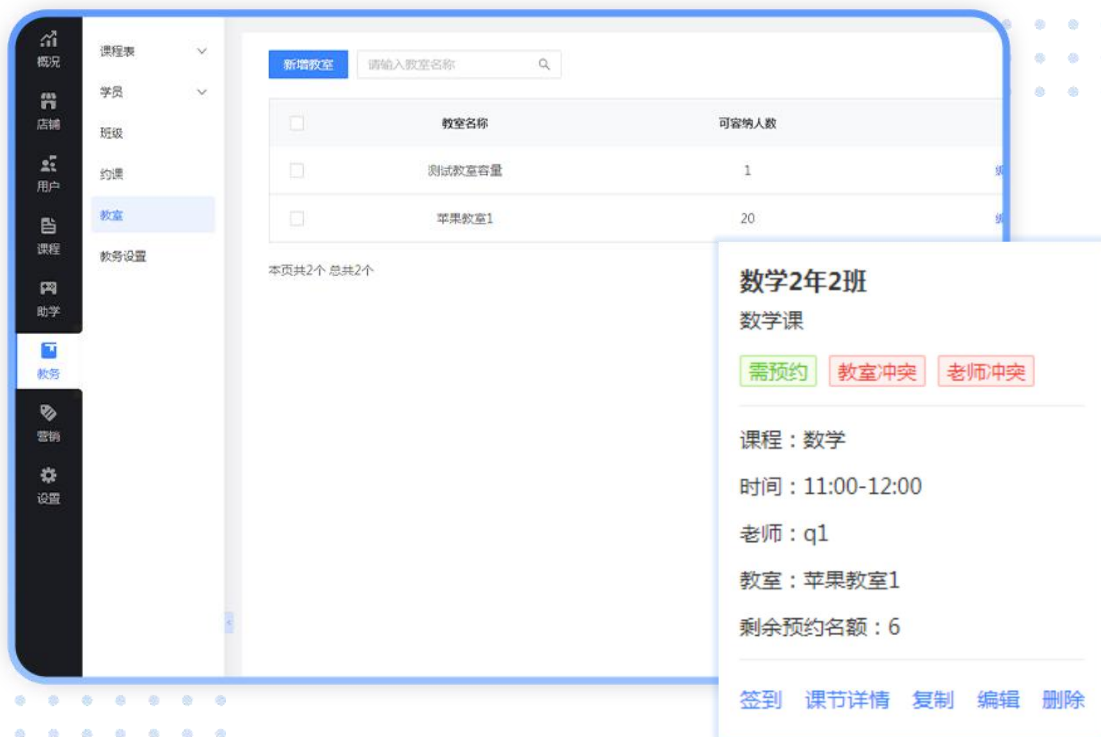 概况
店铺
用户
课程
助学
教务
营销
设置
课程表
学员
班级
约课
教室
教务设置
新增教室 请输入教室名称
教室名称 可容纳人数
测试教室容量 1
苹果教室1 20
本页共2个 总共2个
数学2年2班
数学课
需预约 教室冲突 老师冲突
课程：数学
时间：11:00-12:00
老师：q1
教室：苹果教室1
剩余预约名额：6
签到 课节详情 复制 编辑 删除